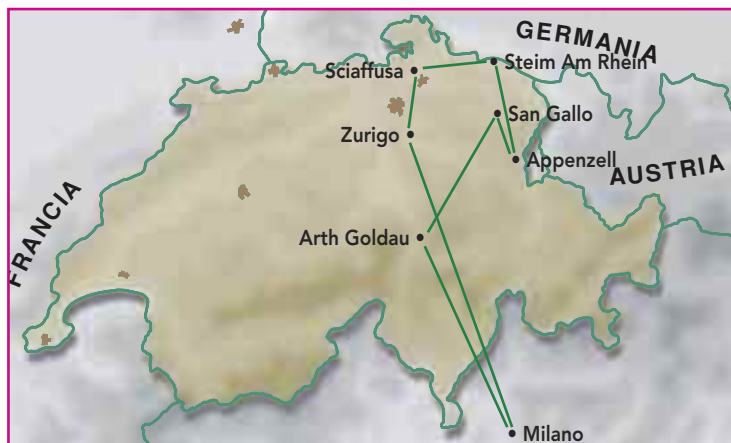 GERMANIA
Steim Am Rhein
Sciaffusa
San Gallo
Zurigo
Appenzell
AUSTRIA
FRANCIA
Arth Goldau
Milano